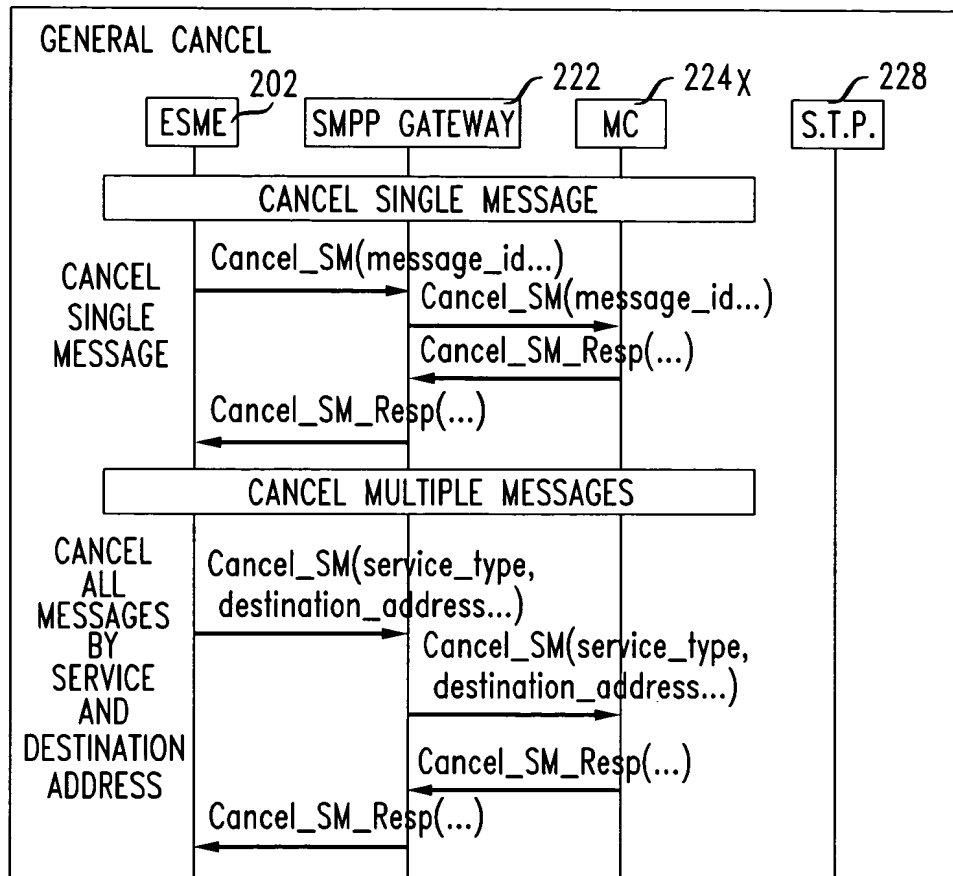 GENERAL CANCEL
202
222
224X
228
ESME
SMPP GATEWAY
MC
S.T.P.
CANCEL SINGLE MESSAGE
CANCEL
SINGLE
MESSAGE
Cancel_SM(message_id...)
Cancel_SM(message_id...)
Cancel_SM_Resp(...)
Cancel_SM_Resp(...)
CANCEL MULTIPLE MESSAGES
CANCEL
ALL
MESSAGES
BY
SERVICE
AND
DESTINATION
ADDRESS
Cancel_SM(service_type,
destination_address...)
Cancel_SM(service_type,
destination_address...)
Cancel_SM_Resp(...)
Cancel_SM_Resp(...)